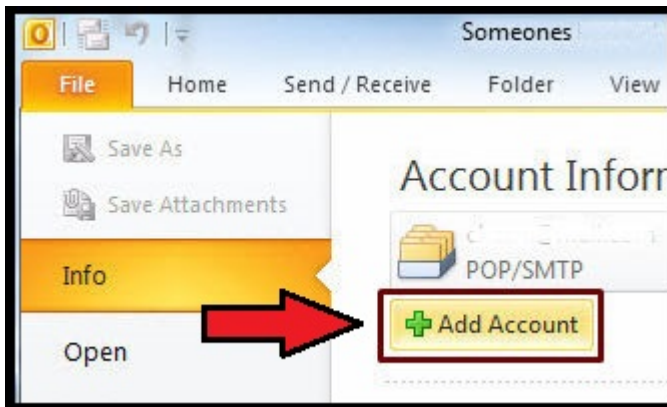 Someones
File Home Send / Receive Folder View
Save As
Save Attachments
Info
Open
Account Inforr
POP/SMTP
Add Account